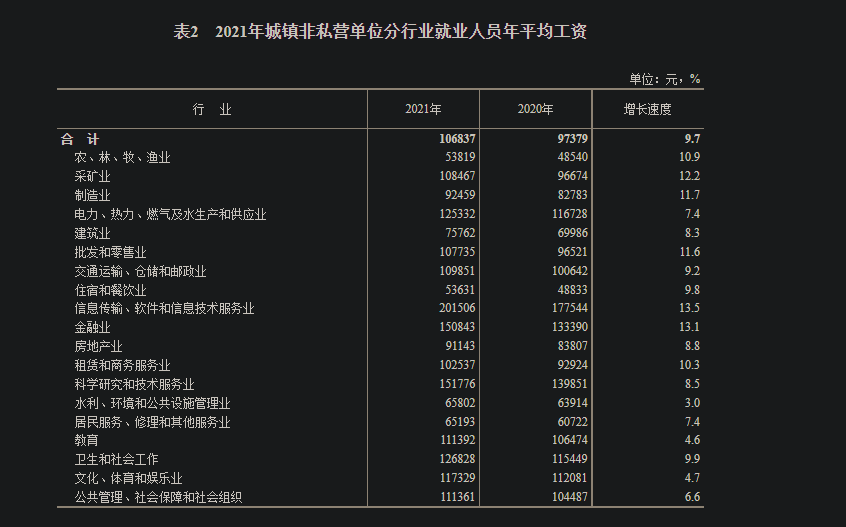 表2 2021年城镇非私营单位分行业就业人员年平均工资
单位：元，%
行 业 2021年 2020年 增长速度
合 计 106837 97379 9.7
农、林、牧、渔业 53819 48540 10.9
采矿业 108467 96674 12.2
制造业 92459 82783 11.7
电力、热力、燃气及水生产和供应业 125332 116728 7.4
建筑业 75762 69986 8.3
批发和零售业 107735 96521 11.6
交通运输、仓储和邮政业 109851 100642 9.2
住宿和餐饮业 53631 48833 9.8
信息传输、软件和信息技术服务业 201506 177544 13.5
金融业 150843 133390 13.1
房地产业 91143 83807 8.8
租赁和商务服务业 102537 92924 10.3
科学研究和技术服务业 151776 139851 8.5
水利、环境和公共设施管理业 65802 63914 3.0
居民服务、修理和其他服务业 65193 60722 7.4
教育 111392 106474 4.6
卫生和社会工作 126828 115449 9.9
文化、体育和娱乐业 117329 112081 4.7
公共管理、社会保障和社会组织 111361 104487 6.6